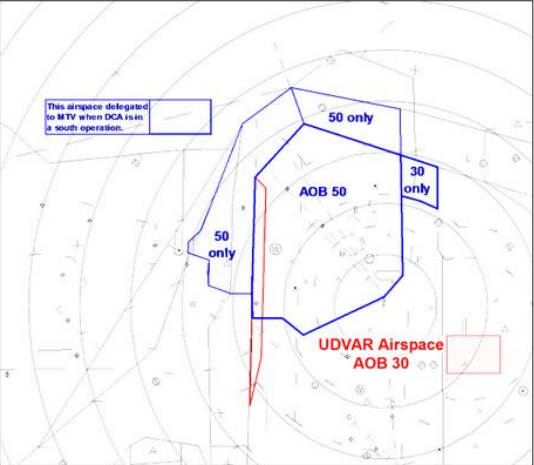 This airspace delegated
to MTV when DCA is in
a south operation.
50 only
30
only
AOB 50
50
only
UDVAR Airspace
AOB 30